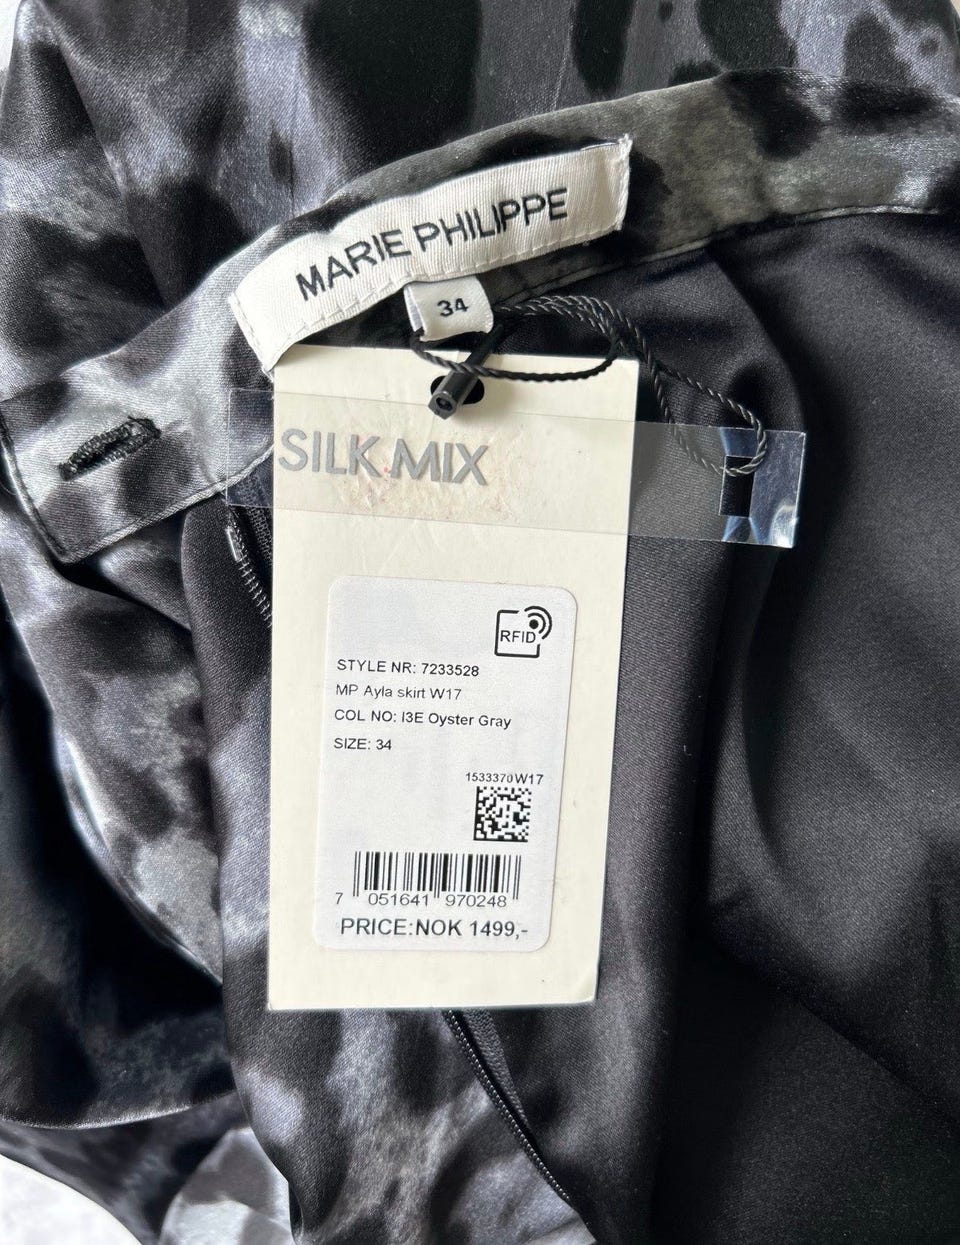 MARIE PHILIPPE
34
SILK MIX
RFID
STYLE NR: 7233528
MP Ayla skirt W17
COL NO: I3E Oyster Gray
SIZE: 34
1533370W17
7 051641 970248
PRICE:NOK 1499,-